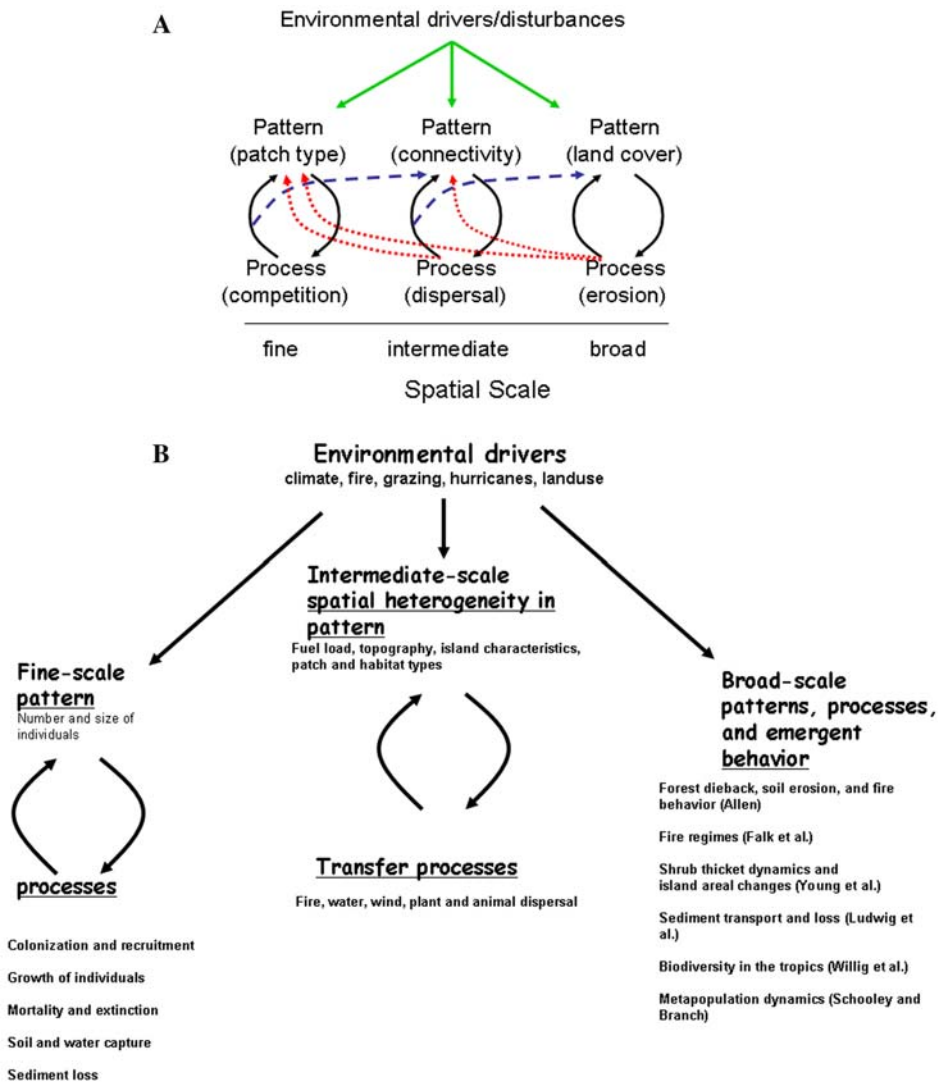 A
Environmental drivers/disturbances
Pattern
(patch type)
Pattern
(connectivity)
Pattern
(land cover)
Process
(competition)
Process
(dispersal)
Process
(erosion)
fine
intermediate
broad
Spatial Scale
B
Environmental drivers
climate, fire, grazing, hurricanes, landuse
Intermediate-scale
spatial heterogeneity in
pattern
Fuel load, topography, island characteristics,
patch and habitat types
Fine-scale
pattern
Number and size of
individuals
processes
Colonization and recruitment
Growth of individuals
Mortality and extinction
Soil and water capture
Sediment loss
Transfer processes
Fire, water, wind, plant and animal dispersal
Broad-scale
patterns, processes,
and emergent
behavior
Forest dieback, soil erosion, and fire
behavior (Allen)
Fire regimes (Falk et al.)
Shrub thicket dynamics and
island areal changes (Young et al.)
Sediment transport and loss (Ludwig et
al.)
Biodiversity in the tropics (Willig et al.)
Metapopulation dynamics (Schooley and
Branch)